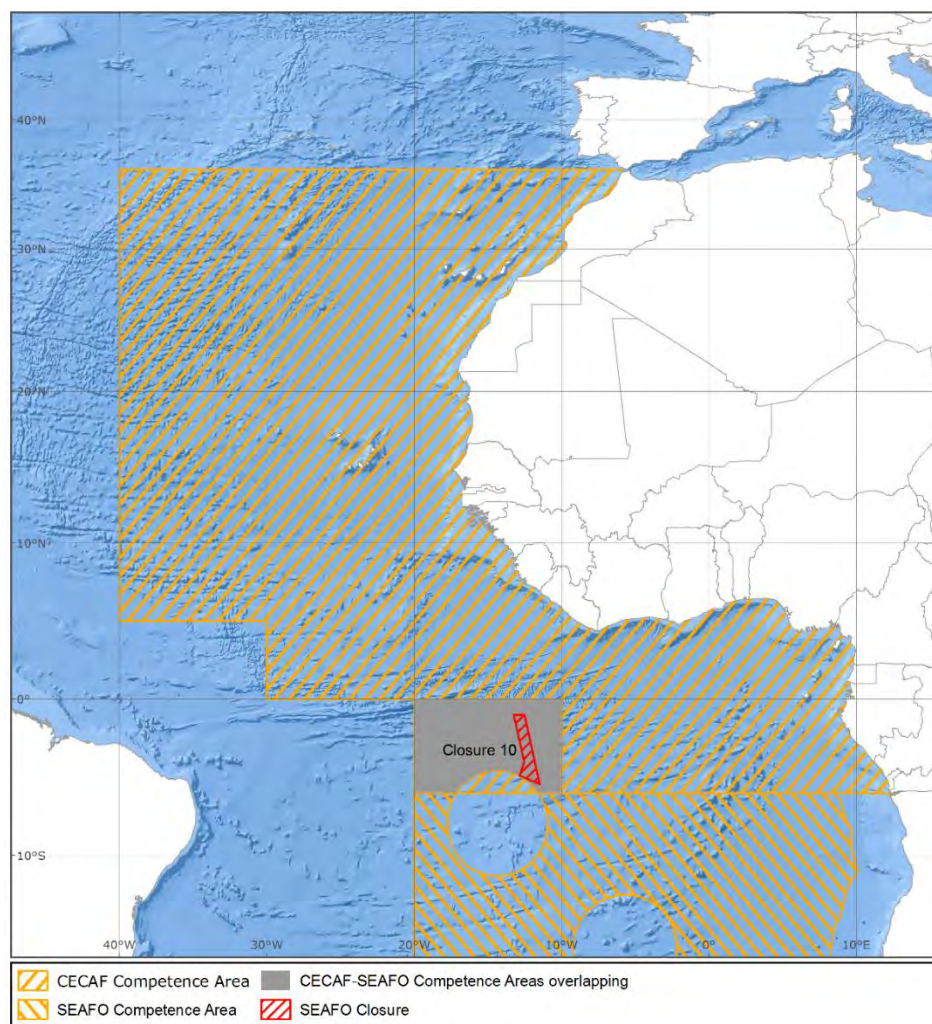 40°N
30°N
20°N
10°N
0°
Closure 10
10°S
40°W 30°W 20°W 10°W 0° 10°E
CECAF Competence Area CECAF-SEAFO Competence Areas overlapping
SEAFO Competence Area SEAFO Closure